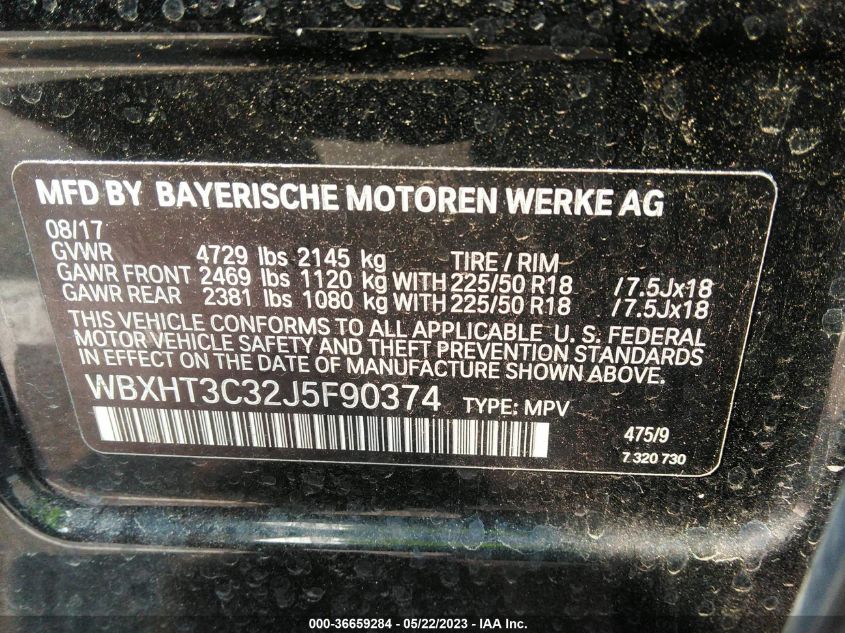 MFD BY BAYERISCHE MOTOREN WERKE AG
08/17
GVWR 4729 lbs 2145 kg TIRE / RIM
GAWR FRONT 2469 lbs 1120 kg WITH 225/50 R18 /7.5Jx18
GAWR REAR 2381 lbs 1080 kg WITH 225/50 R18 /7.5Jx18
THIS VEHICLE CONFORMS TO ALL APPLICABLE U. S. FEDERAL
MOTOR VEHICLE SAFETY AND THEFT PREVENTION STANDARDS
IN EFFECT ON THE DATE OF MANUFACTURE SHOWN ABOVE.
WBXHT3C32J5F90374 TYPE: MPV
475/9
7.320 730
000-36659284 - 05/22/2023 - IAA Inc.